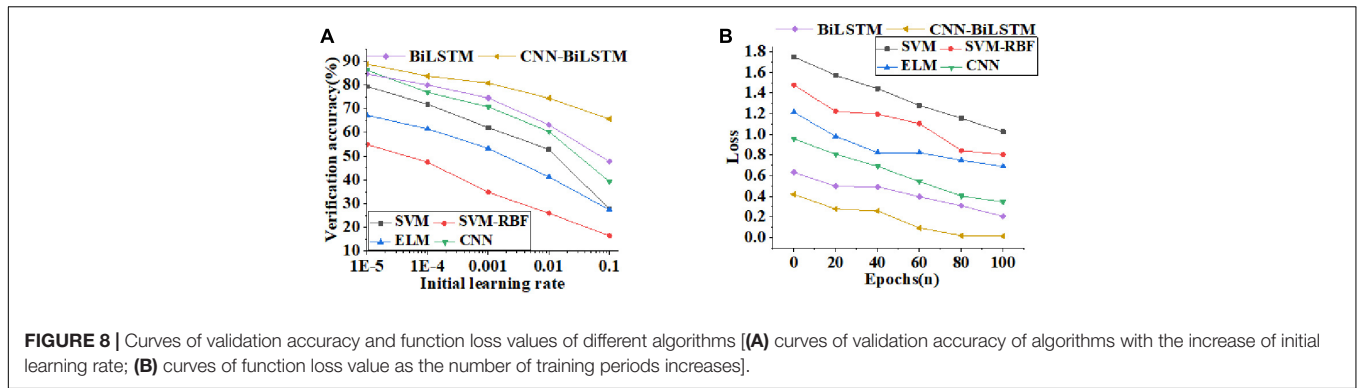 A
BiLSTM CNN-BiLSTM
Verification accuracy(%)
90
80
70
60
50
40
30
20
10
SVM SVM-RBF
ELM CNN
1E-5 1E-4 0.001 0.01 0.1
Initial learning rate
B
BiLSTM CNN-BiLSTM
SVM SVM-RBF
ELM CNN
Loss
1.8
1.6
1.4
1.2
1.0
0.8
0.6
0.4
0.2
0.0
0 20 40 60 80 100
Epochs(n)
FIGURE 8 | Curves of validation accuracy and function loss values of different algorithms [(A) curves of validation accuracy of algorithms with the increase of initial
learning rate; (B) curves of function loss value as the number of training periods increases].